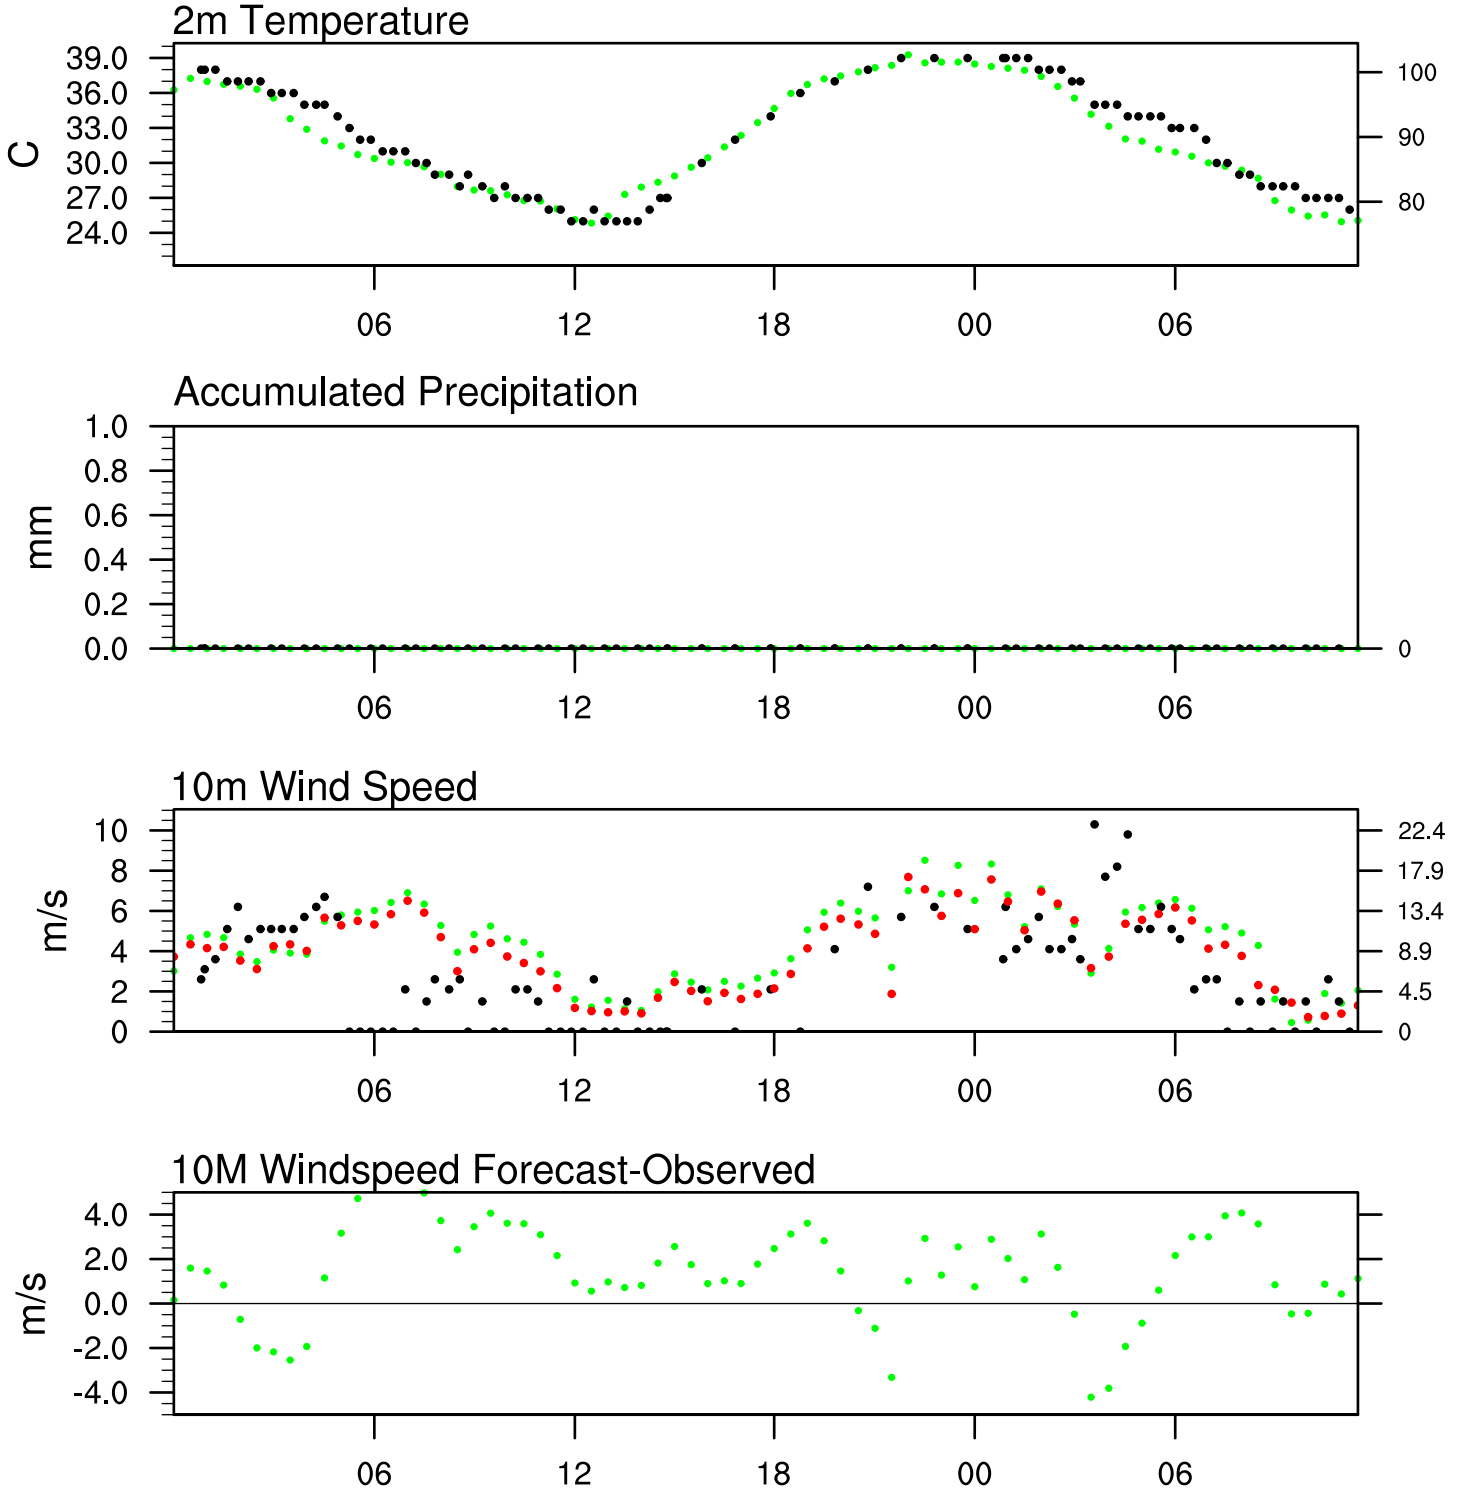 2m Temperature
39.0
36.0
33.0
30.0
27.0
24.0
C
100
90
80
06 12 18 00 06
Accumulated Precipitation
1.0
0.8
0.6
0.4
0.2
0.0
mm
0
06 12 18 00 06
10m Wind Speed
10
8
6
4
2
0
m/s
22.4
17.9
13.4
8.9
4.5
0
06 12 18 00 06
10M Windspeed Forecast-Observed
4.0
2.0
0.0
-2.0
-4.0
m/s
06 12 18 00 06